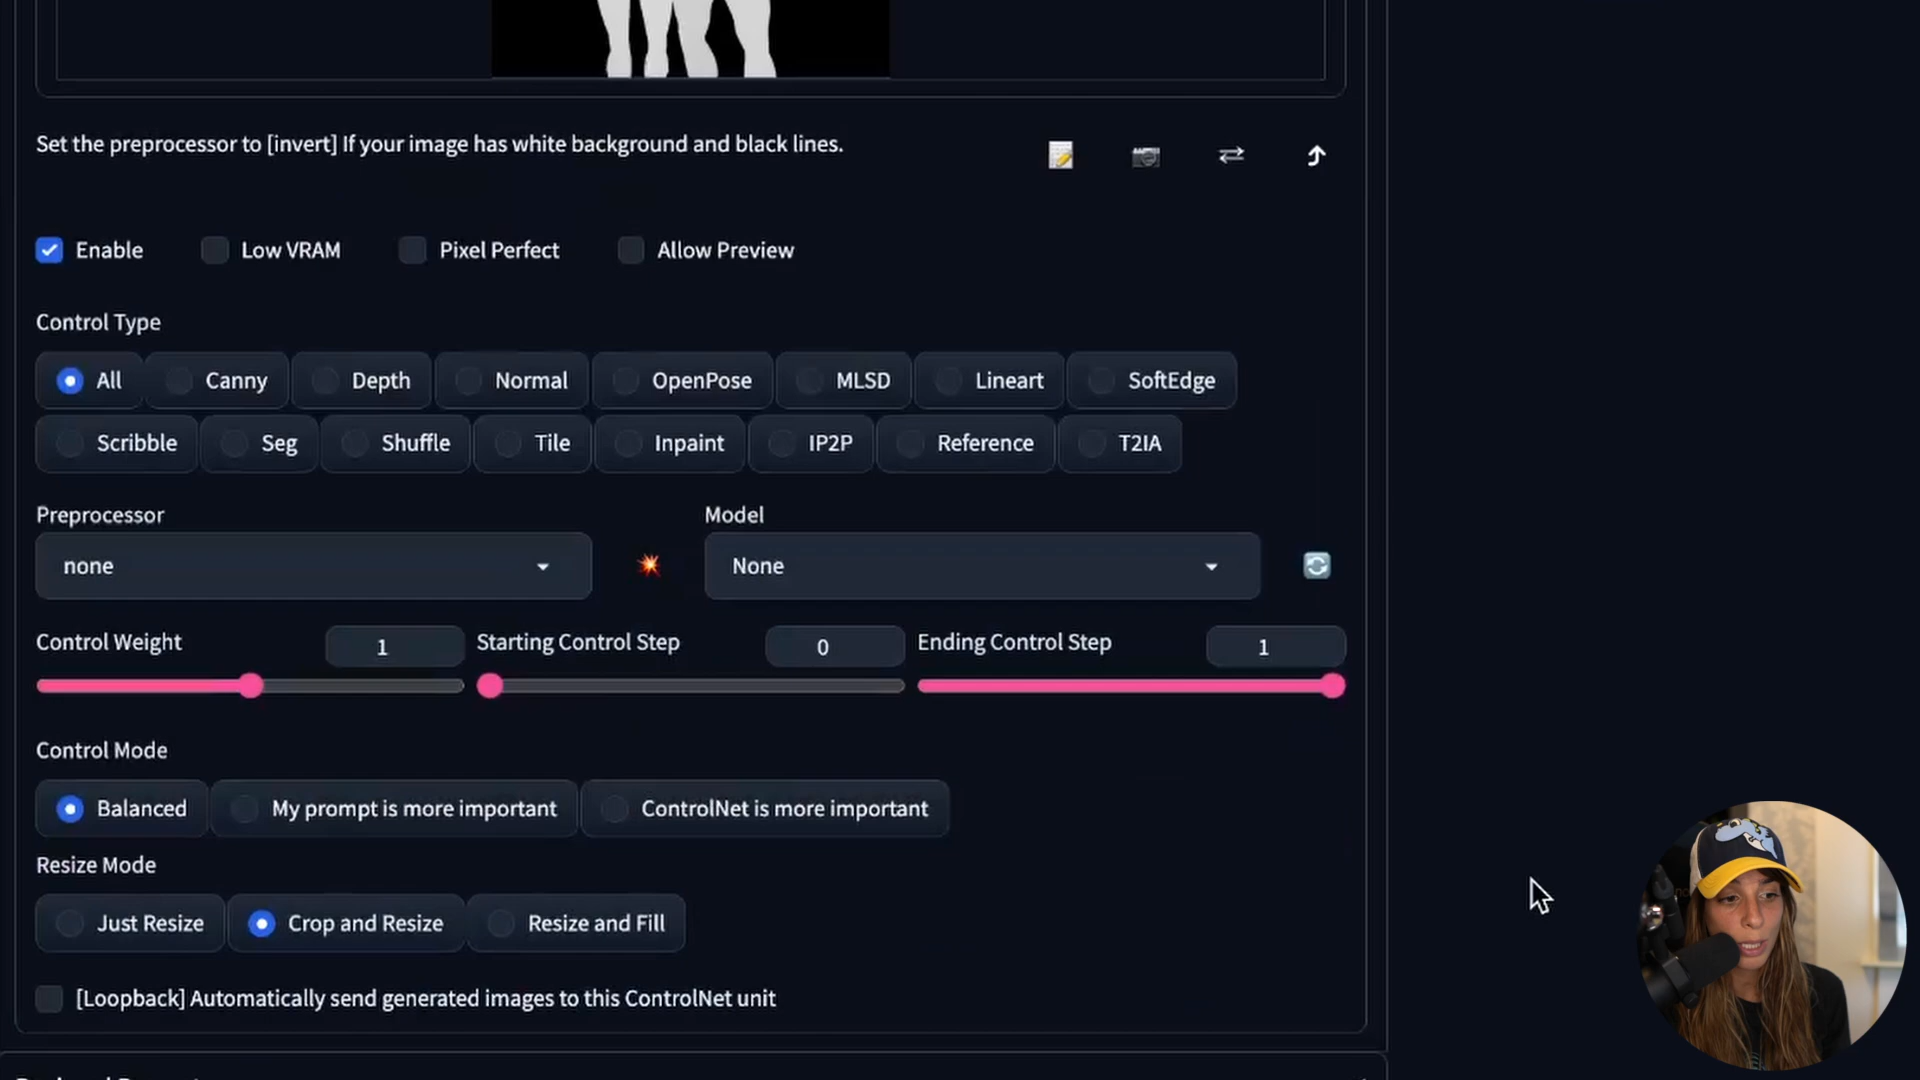 Set the preprocessor to [invert] If your image has white background and black lines.
Enable Low VRAM Pixel Perfect Allow Preview
Control Type
All Canny Depth Normal OpenPose MLSD Lineart SoftEdge
Scribble Seg Shuffle Tile Inpaint IP2P Reference T2IA
Preprocessor Model
none None
Control Weight 1 Starting Control Step 0 Ending Control Step 1
Control Mode
Balanced My prompt is more important ControlNet is more important
Resize Mode
Just Resize Crop and Resize Resize and Fill
[Loopback] Automatically send generated images to this ControlNet unit